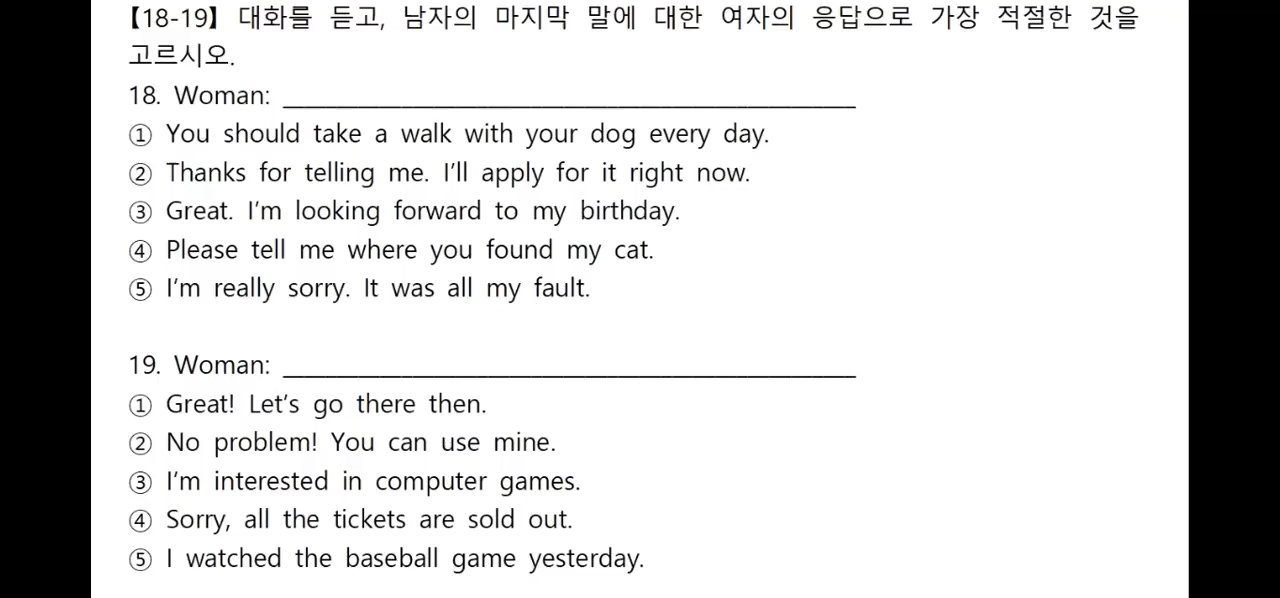 【18-19】 대화를 듣고, 남자의 마지막 말에 대한 여자의 응답으로 가장 적절한 것을
고르시오.
18. Woman: ________________________________________
① You should take a walk with your dog every day.
② Thanks for telling me. I’ll apply for it right now.
③ Great. I’m looking forward to my birthday.
④ Please tell me where you found my cat.
⑤ I’m really sorry. It was all my fault.
19. Woman: ________________________________________
① Great! Let’s go there then.
② No problem! You can use mine.
③ I’m interested in computer games.
④ Sorry, all the tickets are sold out.
⑤ I watched the baseball game yesterday.